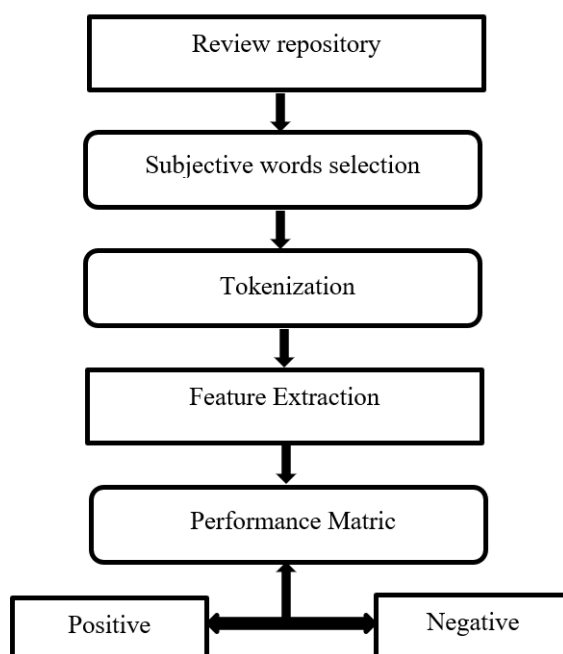 Review repository
Subjective words selection
Tokenization
Feature Extraction
Performance Matric
Positive
Negative